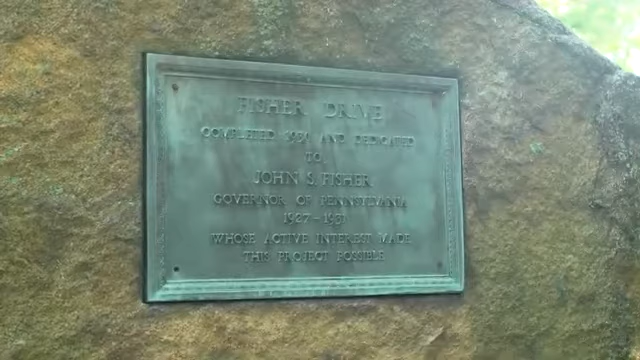 FISHER DRIVE
COMPLETED 1930 AND DEDICATED
TO
JOHN S. FISHER
GOVERNOR OF PENNSYLVANIA
1927-1931
WHOSE ACTIVE INTEREST MADE
THIS PROJECT POSSIBLE